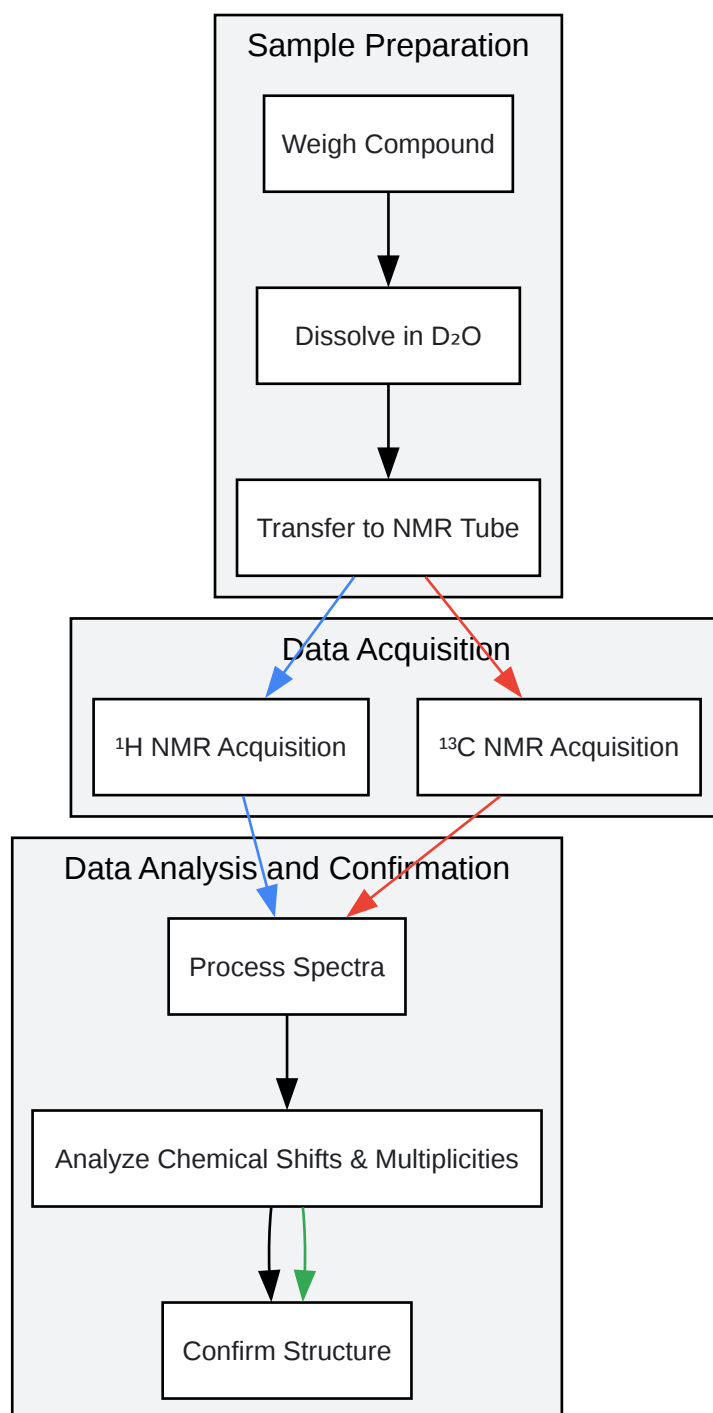 Sample Preparation
Weigh Compound
Dissolve in D₂O
Transfer to NMR Tube
Data Acquisition
¹H NMR Acquisition
¹³C NMR Acquisition
Data Analysis and Confirmation
Process Spectra
Analyze Chemical Shifts & Multiplicities
Confirm Structure